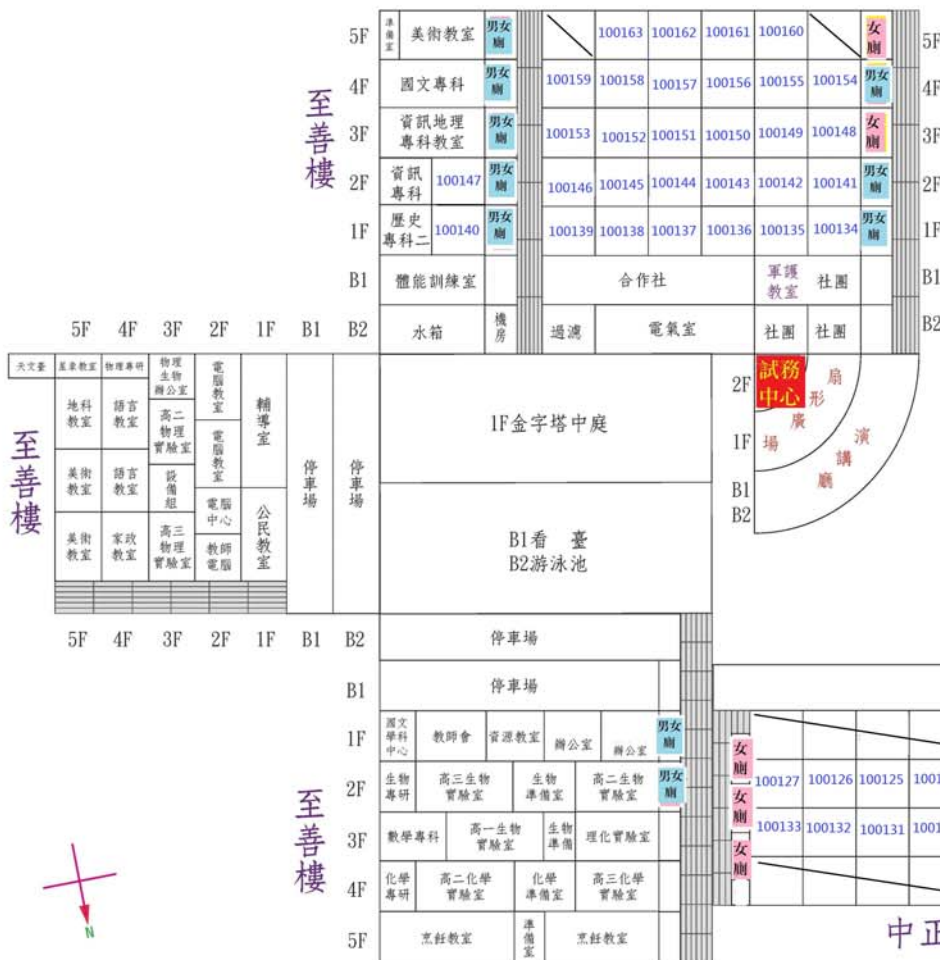 至善樓
5F 準備室 美術教室 男女廁 100163 100162 100161 100160 女廁 5F
4F 國文專科 男女廁 100159 100158 100157 100156 100155 100154 男女廁 4F
3F 資訊地理專科教室 男女廁 100153 100152 100151 100150 100149 100148 女廁 3F
2F 資訊專科 100147 男女廁 100146 100145 100144 100143 100142 100141 男女廁 2F
1F 歷史專科二 100140 男女廁 100139 100138 100137 100136 100135 100134 男女廁 1F
B1 體能訓練室 合作社 軍護教室 社團 B1
B2 水箱 機房 過濾 電氣室 社團 社團 B2
5F 4F 3F 2F 1F B1 B2
至善樓
天文臺 星象教室 物理專研 物理生物辦公室 電腦教室 輔導室 停車場 停車場
地科教室 語言教室 高二物理實驗室 電腦教室
美術教室 語言教室 設備組 電腦中心 公民教室
美術教室 家政教室 高三物理實驗室 教師電腦
5F 4F 3F 2F 1F B1 B2
1F金字塔中庭
B1看 臺
B2游泳池
2F 試務中心
1F 扇形廣場
B1 演講廳
B2
停車場
B1 停車場
至善樓
1F 國文學科中心 教師會 資源教室 辦公室 辦公室 男女廁
2F 生物專研 高三生物實驗室 生物準備室 高二生物實驗室 男女廁
3F 數學專科 高一生物實驗室 生物準備 理化實驗室
4F 化學專研 高二化學實驗室 化學準備室 高三化學實驗室
5F 烹飪教室 準備室 烹飪教室
女廁
女廁 100127 100126 100125
100133 100132 100131
女廁
中正
N